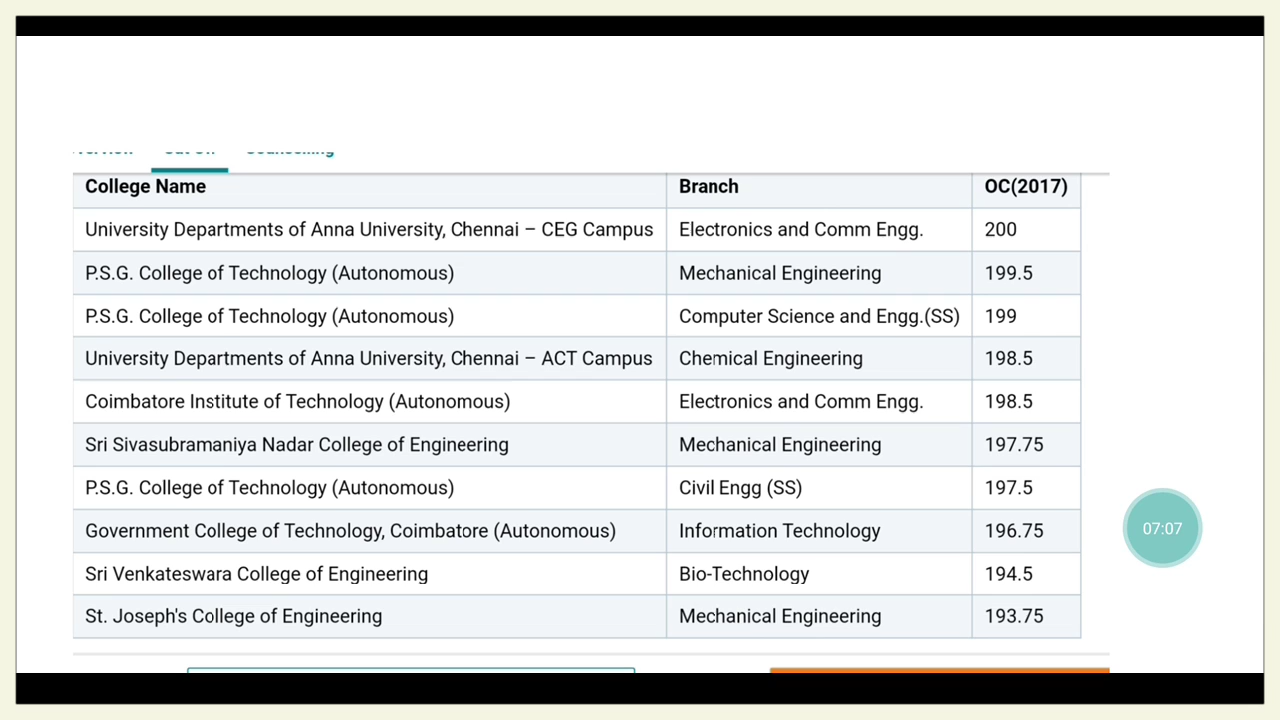 College Name Branch OC(2017)
University Departments of Anna University, Chennai – CEG Campus Electronics and Comm Engg. 200
P.S.G. College of Technology (Autonomous) Mechanical Engineering 199.5
P.S.G. College of Technology (Autonomous) Computer Science and Engg.(SS) 199
University Departments of Anna University, Chennai – ACT Campus Chemical Engineering 198.5
Coimbatore Institute of Technology (Autonomous) Electronics and Comm Engg. 198.5
Sri Sivasubramaniya Nadar College of Engineering Mechanical Engineering 197.75
P.S.G. College of Technology (Autonomous) Civil Engg (SS) 197.5
Government College of Technology, Coimbatore (Autonomous) Information Technology 196.75
Sri Venkateswara College of Engineering Bio-Technology 194.5
St. Joseph's College of Engineering Mechanical Engineering 193.75
07:07